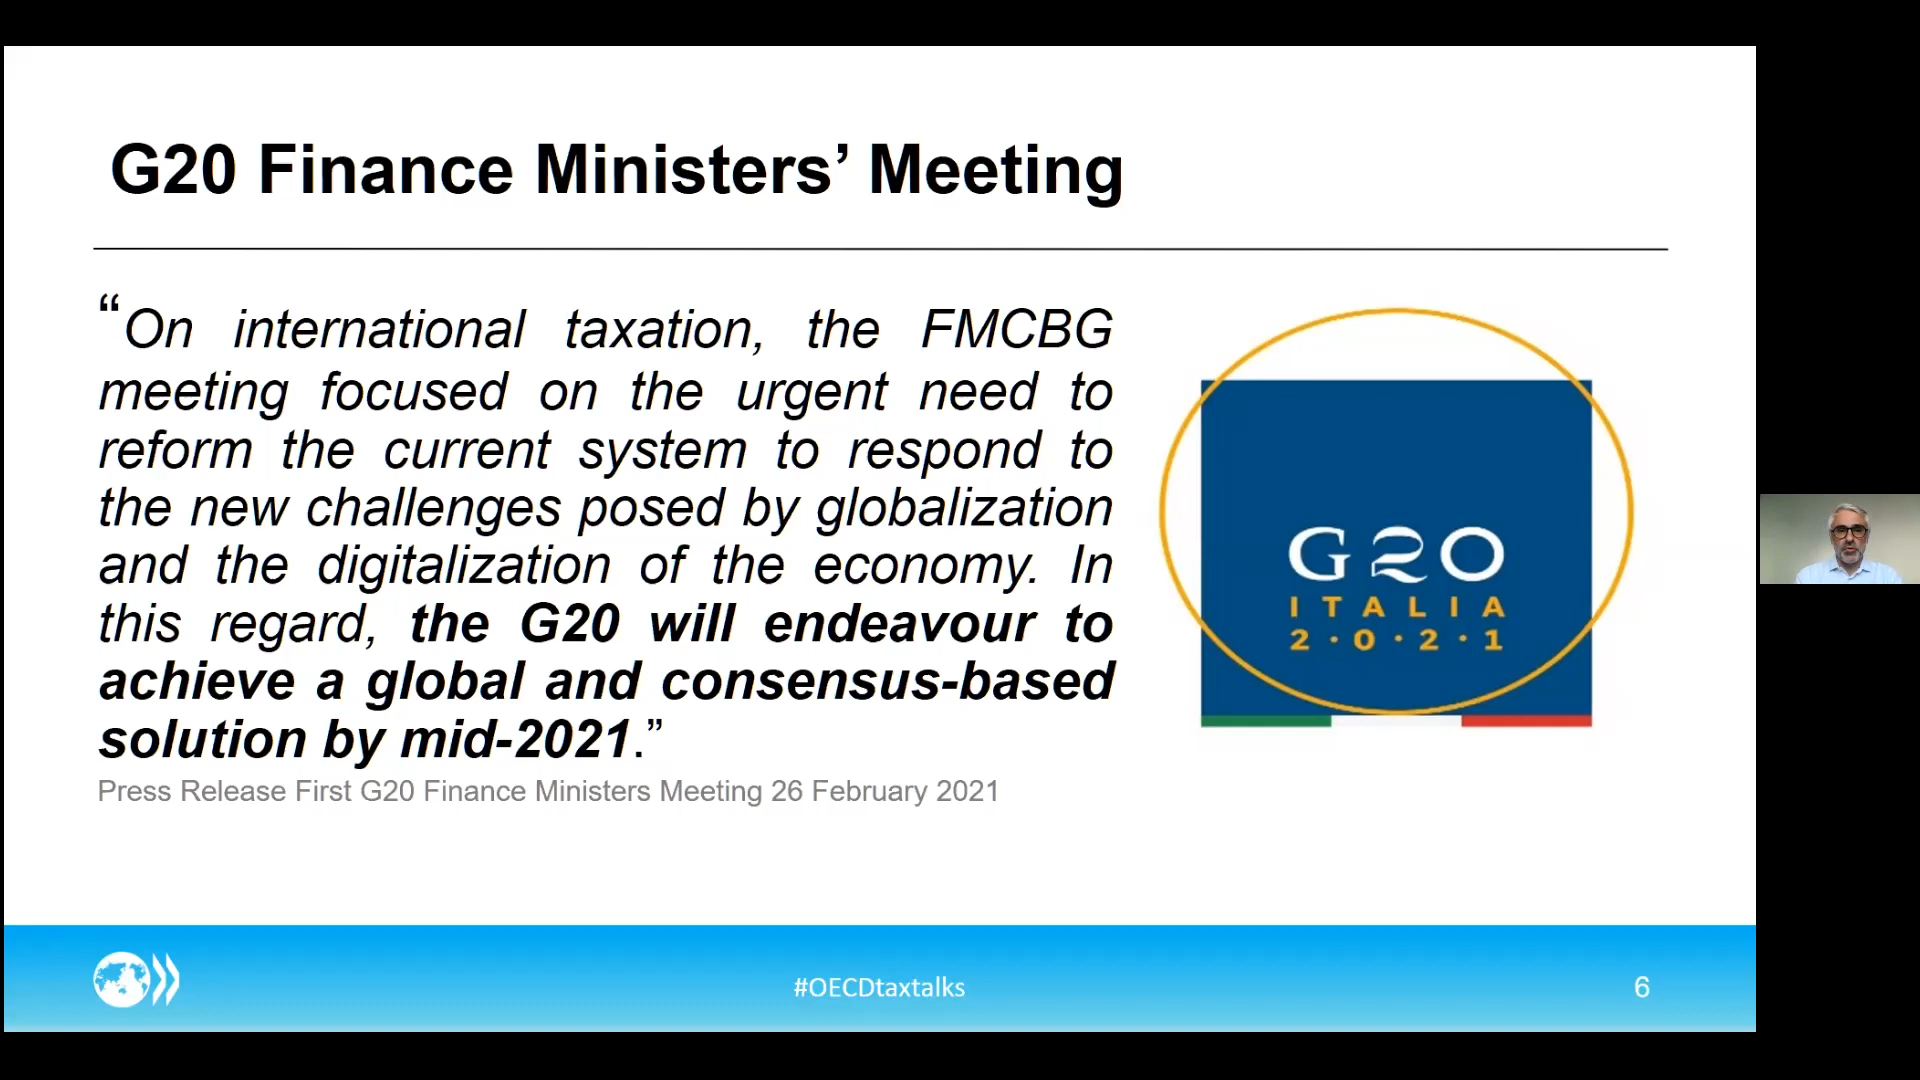 G20 Finance Ministers’ Meeting
“On international taxation, the FMCBG
meeting focused on the urgent need to
reform the current system to respond to
the new challenges posed by globalization
and the digitalization of the economy. In
this regard, the G20 will endeavour to
achieve a global and consensus-based
solution by mid-2021.”
Press Release First G20 Finance Ministers Meeting 26 February 2021
G20
ITALIA
2·0·2·1
#OECDtaxtalks
6